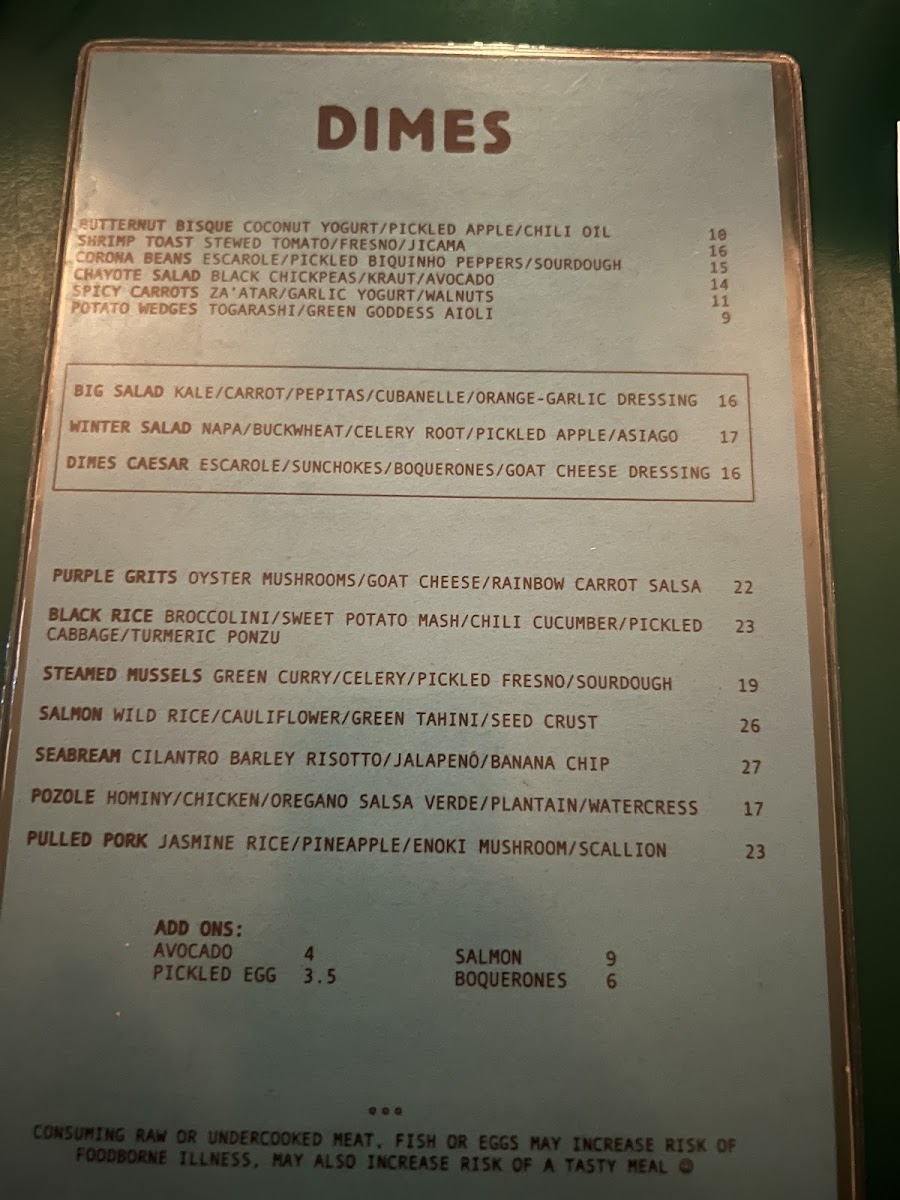 DIMES
BUTTERNUT BISQUE COCONUT YOGURT/PICKLED APPLE/CHILI OIL 10
SHRIMP TOAST STEWED TOMATO/FRESNO/JICAMA 16
CORONA BEANS ESCAROLE/PICKLED BIQUINHO PEPPERS/SOURDOUGH 15
CHAYOTE SALAD BLACK CHICKPEAS/KRAUT/AVOCADO 14
SPICY CARROTS ZA'ATAR/GARLIC YOGURT/WALNUTS 11
POTATO WEDGES TOGARASHI/GREEN GODDESS AIOLI 9
BIG SALAD KALE/CARROT/PEPITAS/CUBANELLE/ORANGE-GARLIC DRESSING 16
WINTER SALAD NAPA/BUCKWHEAT/CELERY ROOT/PICKLED APPLE/ASIAGO 17
DIMES CAESAR ESCAROLE/SUNCHOKES/BOQUERONES/GOAT CHEESE DRESSING 16
PURPLE GRITS OYSTER MUSHROOMS/GOAT CHEESE/RAINBOW CARROT SALSA 22
BLACK RICE BROCCOLINI/SWEET POTATO MASH/CHILI CUCUMBER/PICKLED 23
CABBAGE/TURMERIC PONZU
STEAMED MUSSELS GREEN CURRY/CELERY/PICKLED FRESNO/SOURDOUGH 19
SALMON WILD RICE/CAULIFLOWER/GREEN TAHINI/SEED CRUST 26
SEABREAM CILANTRO BARLEY RISOTTO/JALAPENÓ/BANANA CHIP 27
POZOLE HOMINY/CHICKEN/OREGANO SALSA VERDE/PLANTAIN/WATERCRESS 17
PULLED PORK JASMINE RICE/PINEAPPLE/ENOKI MUSHROOM/SCALLION 23
ADD ONS:
AVOCADO 4 SALMON 9
PICKLED EGG 3.5 BOQUERONES 6
CONSUMING RAW OR UNDERCOOKED MEAT, FISH OR EGGS MAY INCREASE RISK OF
FOODBORNE ILLNESS, MAY ALSO INCREASE RISK OF A TASTY MEAL ☺